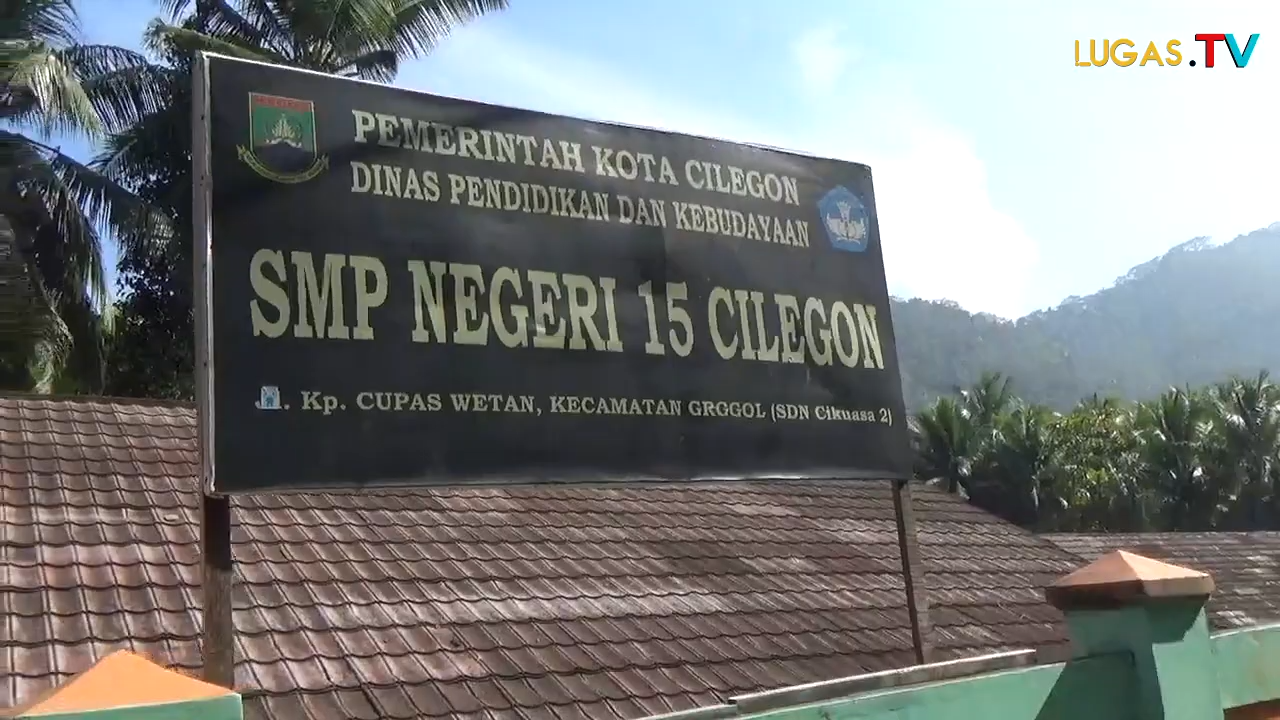 LUGAS.TV
PEMERINTAH KOTA CILEGON
DINAS PENDIDIKAN DAN KEBUDAYAAN
SMP NEGERI 15 CILEGON
Kp. CUPAS WETAN, KECAMATAN GROGOL (SDN Cikuasa 2)